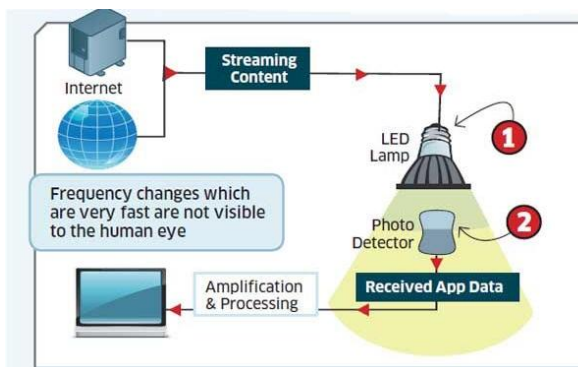 Streaming
Content
Internet
LED
Lamp
1
Frequency changes which
are very fast are not visible
to the human eye
Photo
Detector
2
Amplification
& Processing
Received App Data